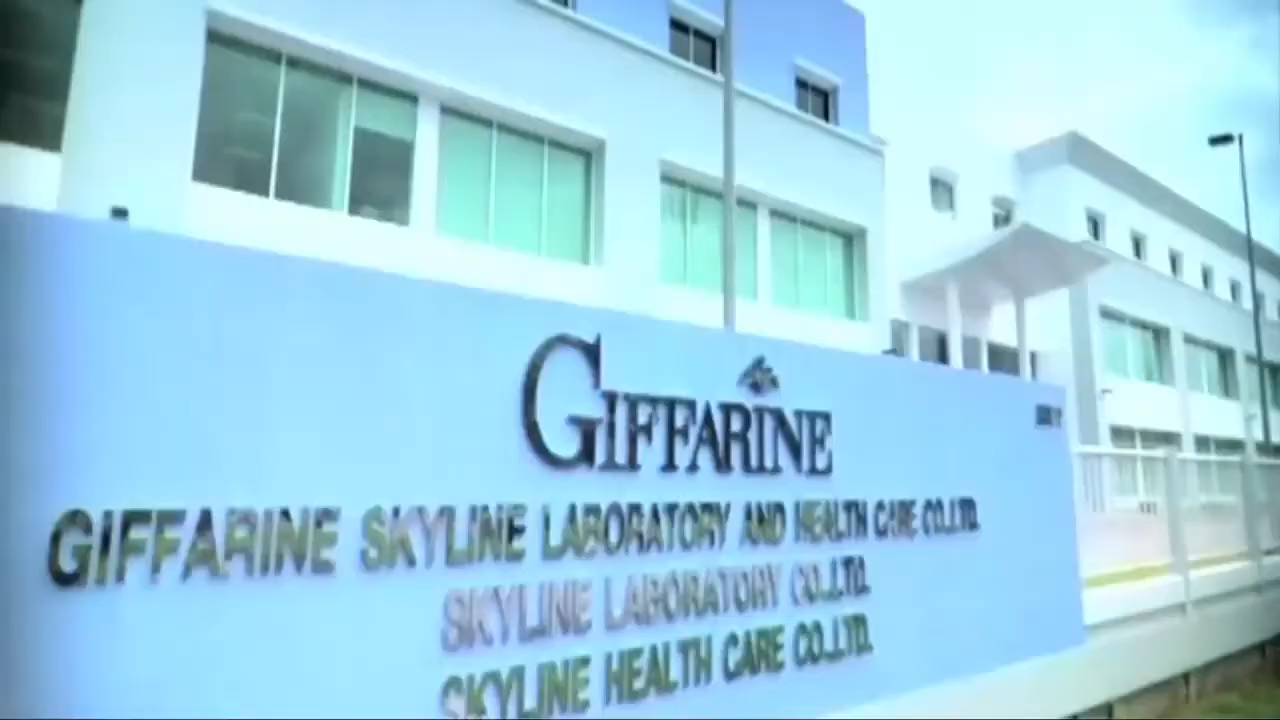 GIFFARINE
GIFFARINE SKYLINE LABORATORY AND HEALTH CARE CO.,LTD.
SKYLINE LABORATORY CO.,LTD.
SKYLINE HEALTH CARE CO.,LTD.